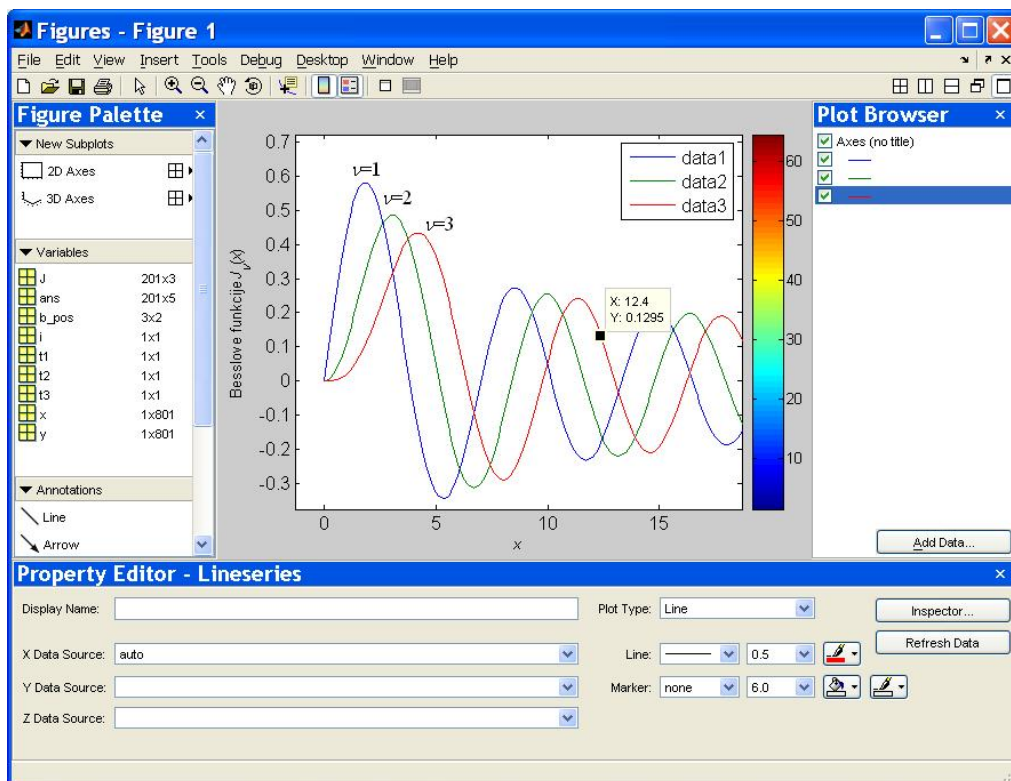 Figures - Figure 1
File Edit View Insert Tools Debug Desktop Window Help
Figure Palette
New Subplots
2D Axes
3D Axes
Variables
J 201x3
ans 201x5
b_pos 3x2
i 1x1
t1 1x1
t2 1x1
t3 1x1
x 1x801
y 1x801
Annotations
Line
Arrow
Besslove funkcije J_ν(x)
0.7
0.6
0.5
0.4
0.3
0.2
0.1
0
-0.1
-0.2
-0.3
0 5 10 15
x
ν=1
ν=2
ν=3
data1
data2
data3
X: 12.4
Y: 0.1295
60
50
40
30
20
10
Plot Browser
Axes (no title)
Add Data...
Property Editor - Lineseries
Display Name:
Plot Type: Line
Inspector...
X Data Source: auto
Line: 0.5
Refresh Data
Y Data Source:
Marker: none 6.0
Z Data Source: